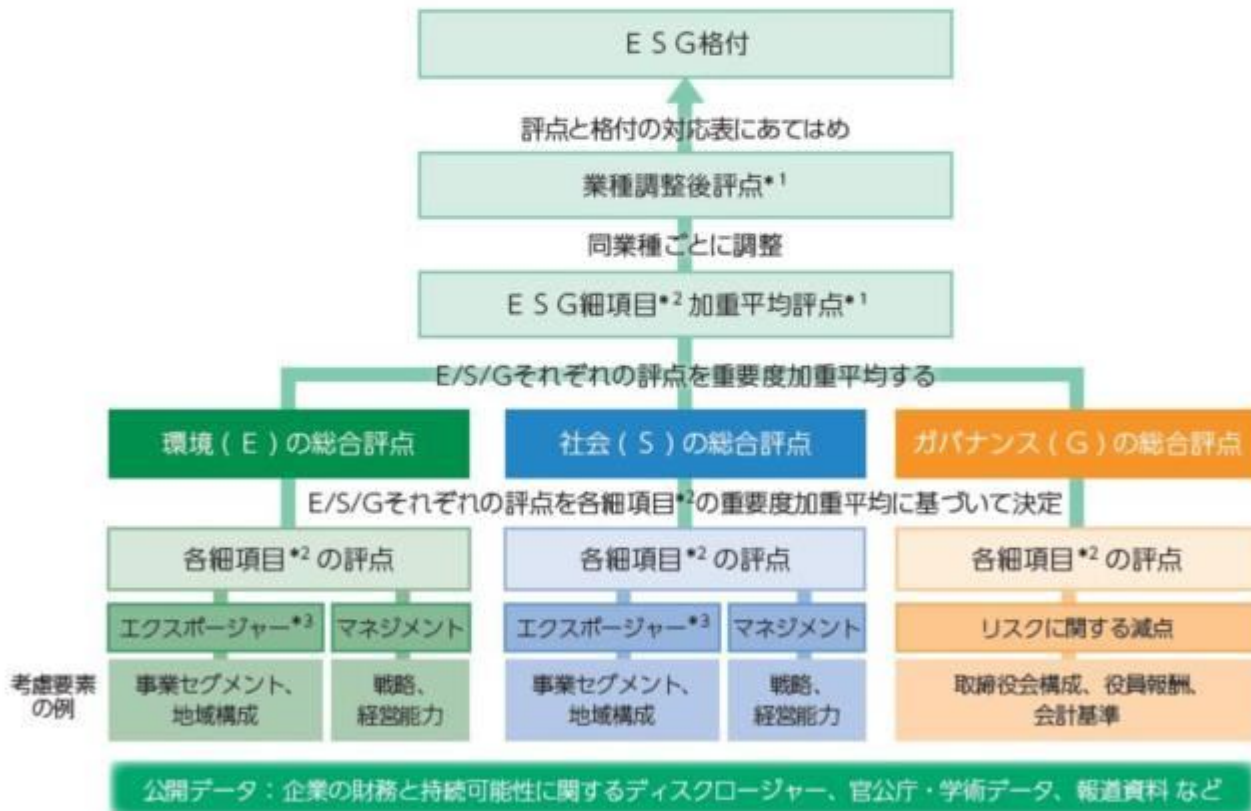 ESG格付
評点と格付の対応表にあてはめ
業種調整後評点*1
同業種ごとに調整
ESG細項目*2 加重平均評点*1
E/S/Gそれぞれの評点を重要度加重平均する
環境(E)の総合評点
社会(S)の総合評点
ガバナンス(G)の総合評点
E/S/Gそれぞれの評点を各細項目*2の重要度加重平均に基づいて決定
各細項目*2 の評点
各細項目*2 の評点
各細項目*2 の評点
エクスポージャー*3
マネジメント
エクスポージャー*3
マネジメント
リスクに関する減点
考慮要素
の例
事業セグメント、
地域構成
戦略、
経営能力
事業セグメント、
地域構成
戦略、
経営能力
取締役会構成、役員報酬、
会計基準
公開データ：企業の財務と持続可能性に関するディスクロージャー、官公庁・学術データ、報道資料 など